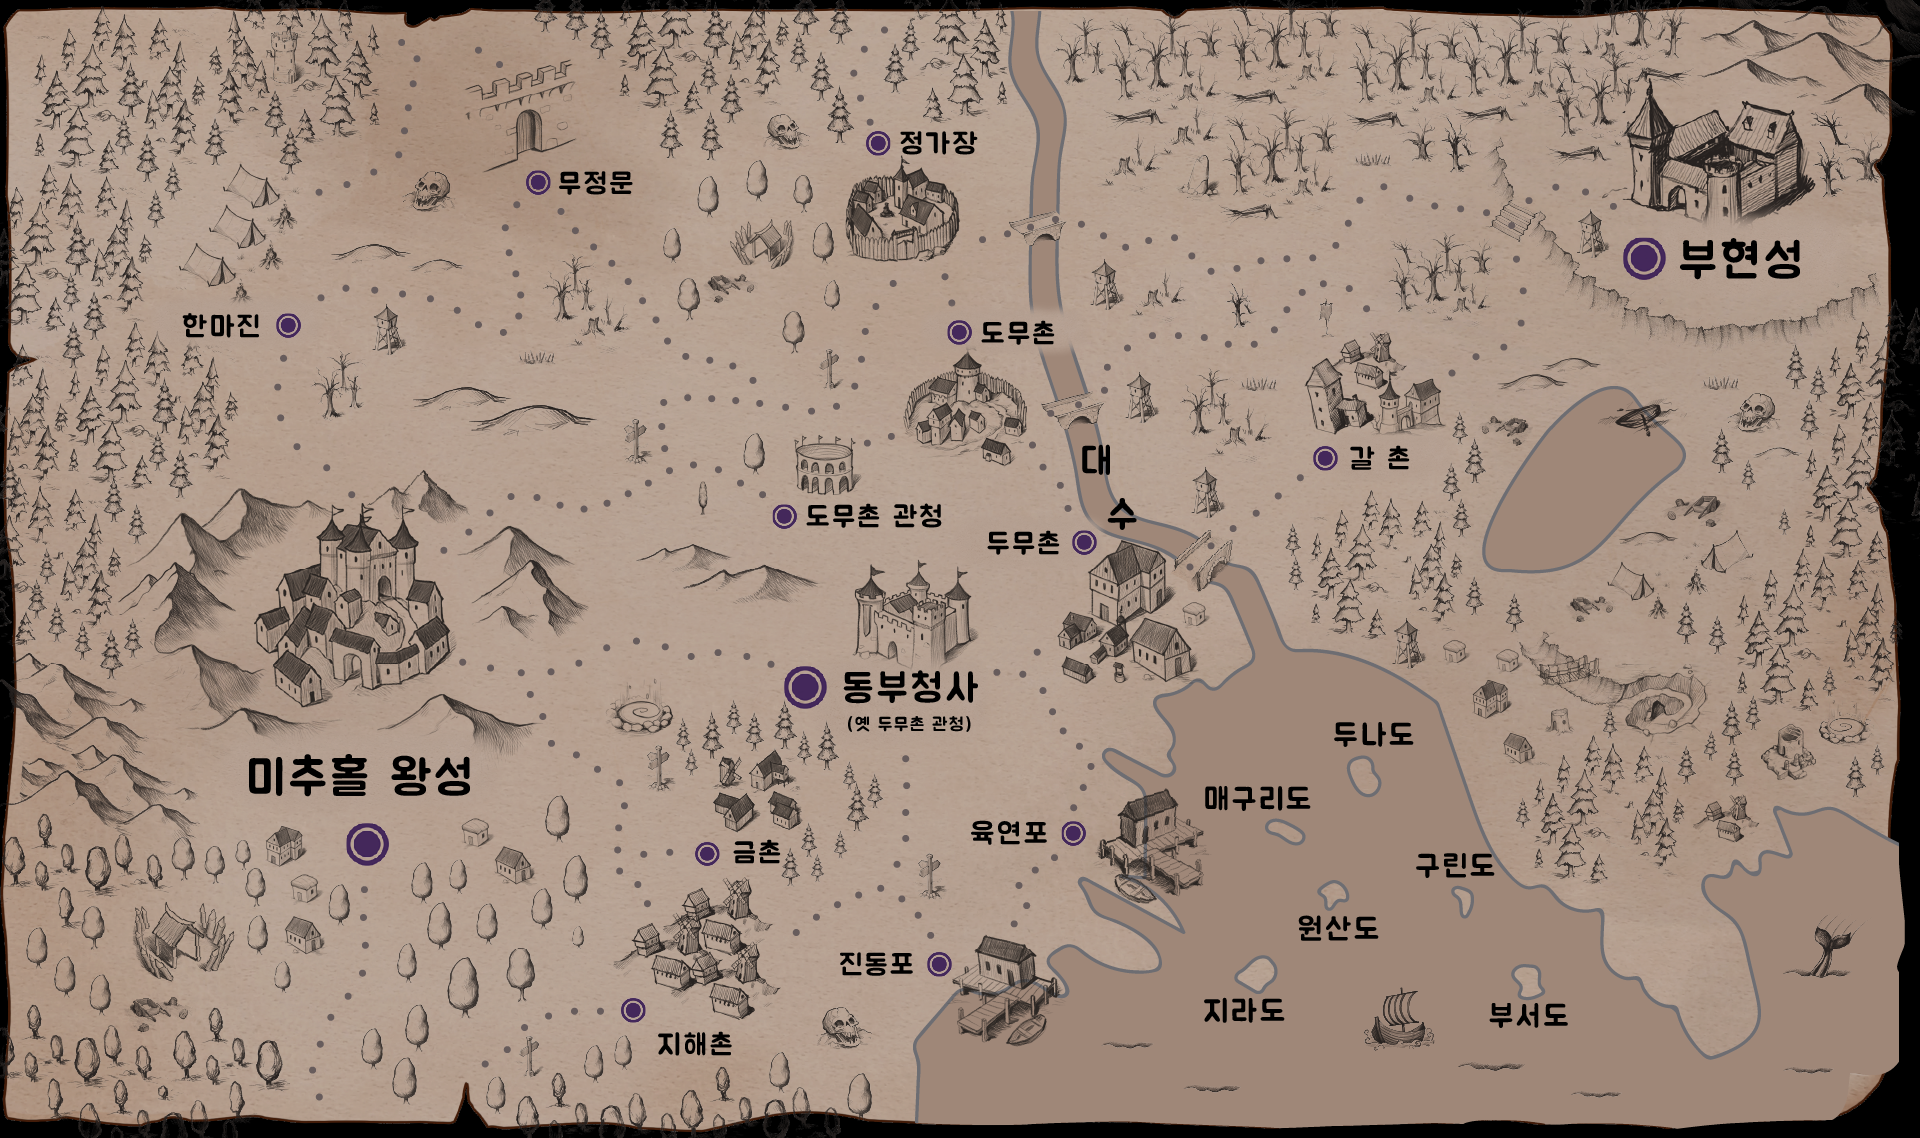 정가장
무정문
부현성
한마진
도무촌
대
수
갈 촌
도무촌 관청
두무촌
동부청사
(옛 두무촌 관청)
두나도
미추홀 왕성
매구리도
육연포
금촌
구린도
원산도
진동포
지라도
부서도
지해촌